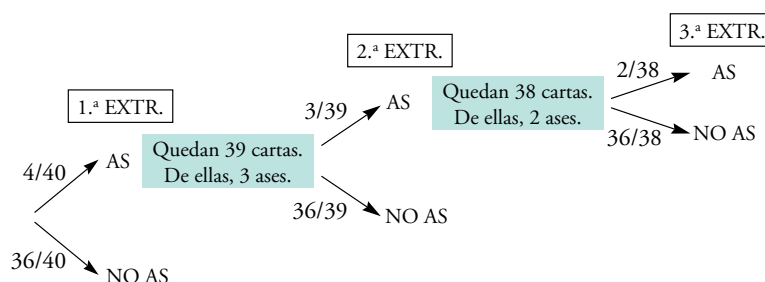 1.ª EXTR.
4/40
AS
36/40
NO AS
Quedan 39 cartas.
De ellas, 3 ases.
2.ª EXTR.
3/39
AS
36/39
NO AS
Quedan 38 cartas.
De ellas, 2 ases.
3.ª EXTR.
2/38
AS
36/38
NO AS